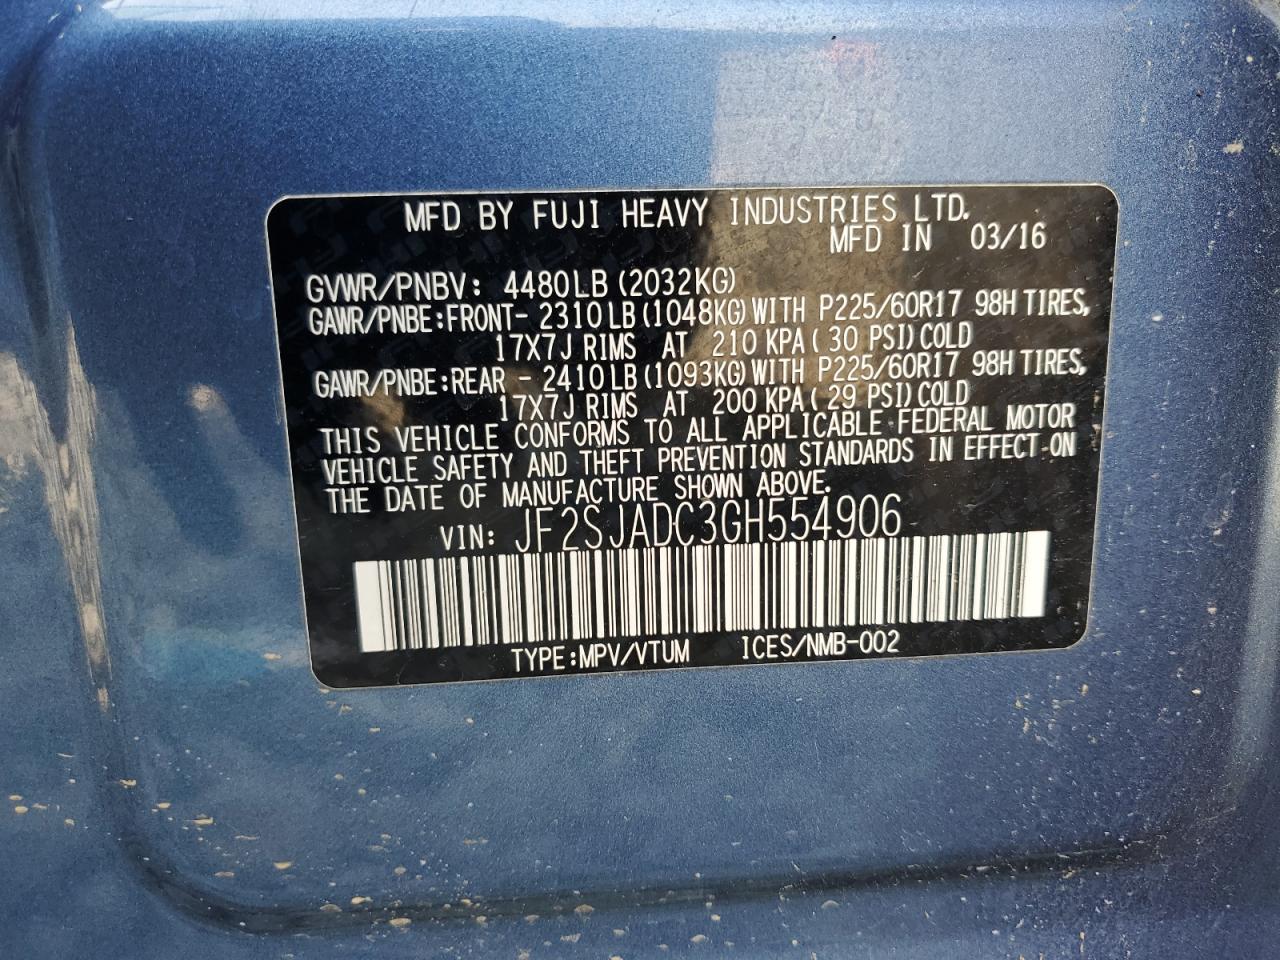 MFD BY FUJI HEAVY INDUSTRIES LTD.
MFD IN 03/16
GVWR/PNBV: 4480LB (2032KG)
GAWR/PNBE:FRONT- 2310LB(1048KG)WITH P225/60R17 98H TIRES,
17X7J RIMS AT 210 KPA( 30 PSI)COLD
GAWR/PNBE:REAR - 2410LB(1093KG)WITH P225/60R17 98H TIRES,
17X7J RIMS AT 200 KPA( 29 PSI)COLD
THIS VEHICLE CONFORMS TO ALL APPLICABLE FEDERAL MOTOR
VEHICLE SAFETY AND THEFT PREVENTION STANDARDS IN EFFECT ON
THE DATE OF MANUFACTURE SHOWN ABOVE.
VIN: JF2SJADC3GH554906
TYPE:MPV/VTUM ICES/NMB-002